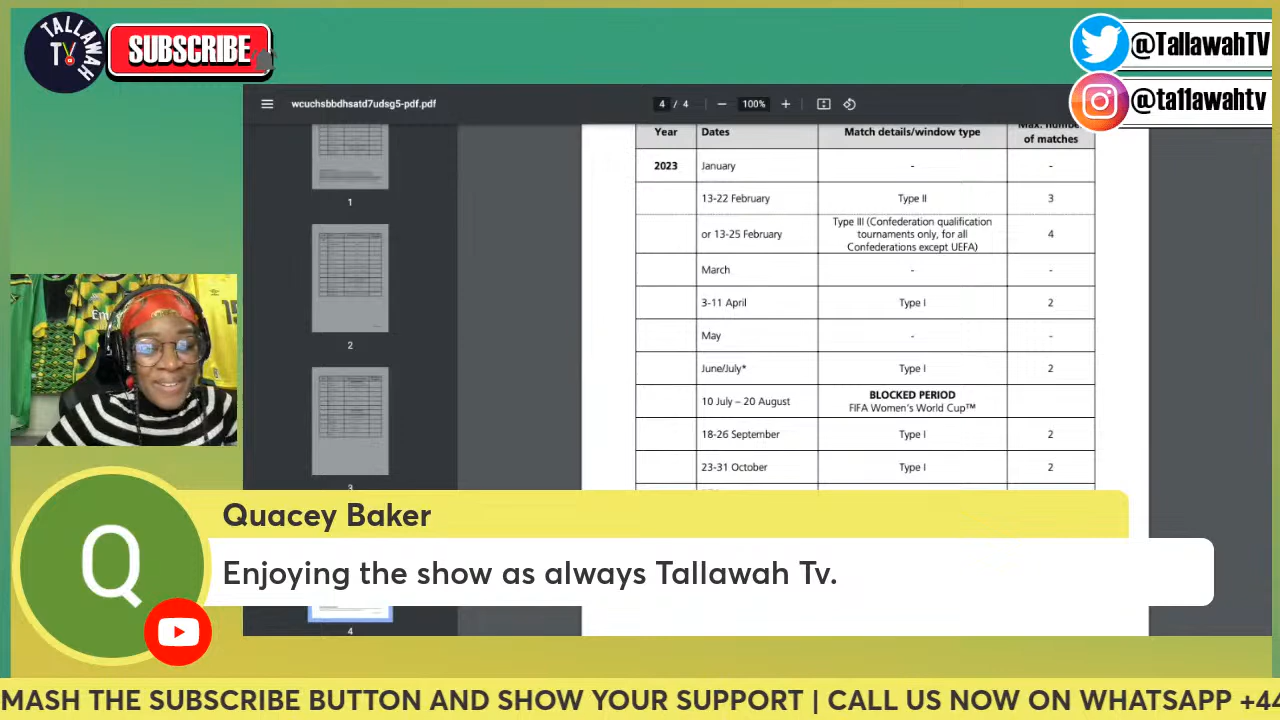 TALLAWAH
TV
SUBSCRIBE
@TallawahTV
@ta11awahtv
wcuchsbbdhsatd7udsg5-pdf.pdf
4 / 4
100%
Year Dates Match details/window type Max. number of matches
2023 January - -
13-22 February Type II 3
or 13-25 February Type III (Confederation qualification tournaments only, for all Confederations except UEFA) 4
March - -
3-11 April Type I 2
May - -
June/July* Type I 2
10 July – 20 August BLOCKED PERIOD FIFA Women's World Cup™
18-26 September Type I 2
23-31 October Type I 2
1
2
3
4
Q
Quacey Baker
Enjoying the show as always Tallawah Tv.
MASH THE SUBSCRIBE BUTTON AND SHOW YOUR SUPPORT | CALL US NOW ON WHATSAPP +44